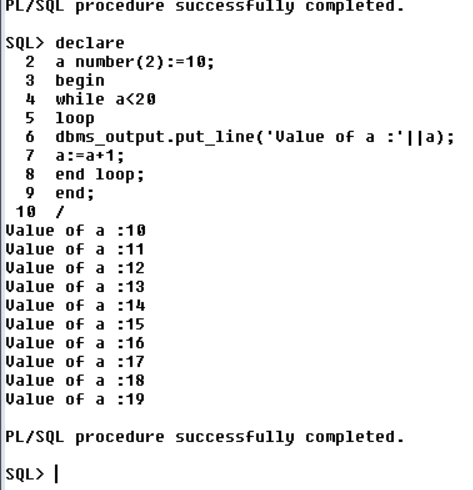 PL/SQL procedure successfully completed.
SQL> declare
2 a number(2):=10;
3 begin
4 while a<20
5 loop
6 dbms_output.put_line('Value of a :'||a);
7 a:=a+1;
8 end loop;
9 end;
10 /
Value of a :10
Value of a :11
Value of a :12
Value of a :13
Value of a :14
Value of a :15
Value of a :16
Value of a :17
Value of a :18
Value of a :19
PL/SQL procedure successfully completed.
SQL>